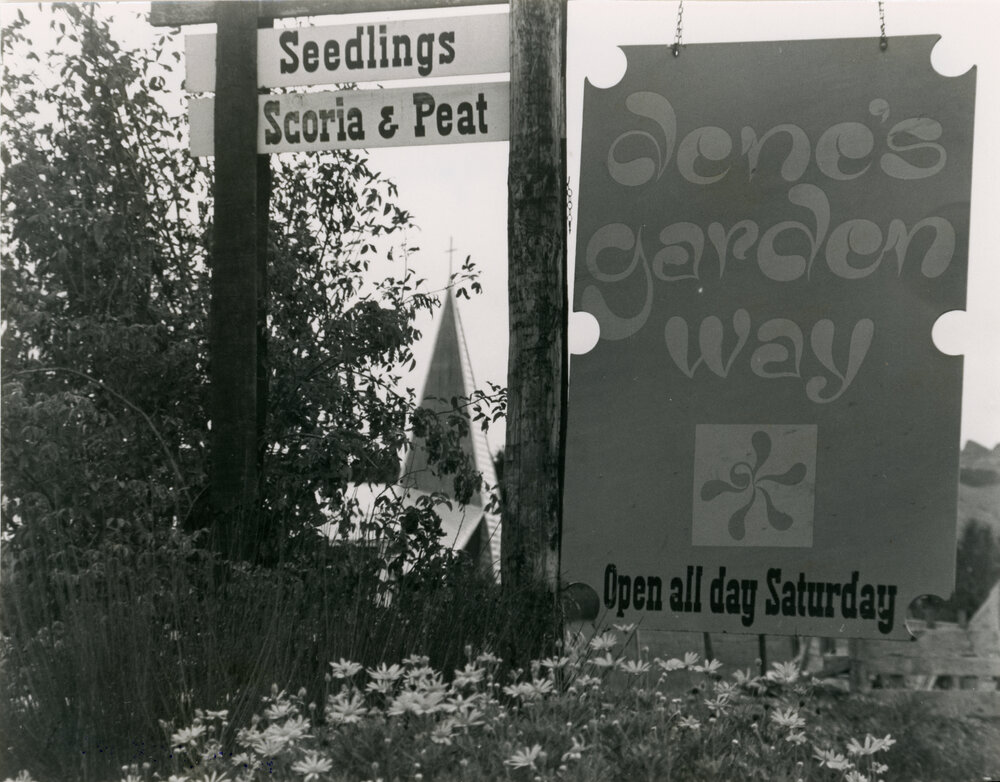 Seedlings
Scoria & Peat
dene's
garden
way
Open all day Saturday